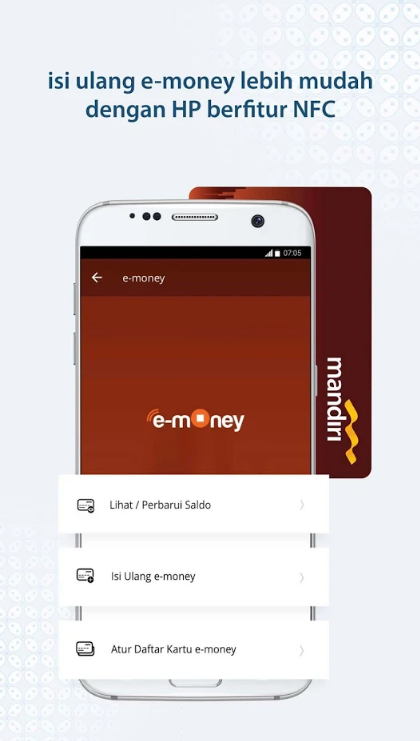 isi ulang e-money lebih mudah
dengan HP berfitur NFC
07:05
e-money
e-money
mandiri
Lihat / Perbarui Saldo
Isi Ulang e-money
Atur Daftar Kartu e-money